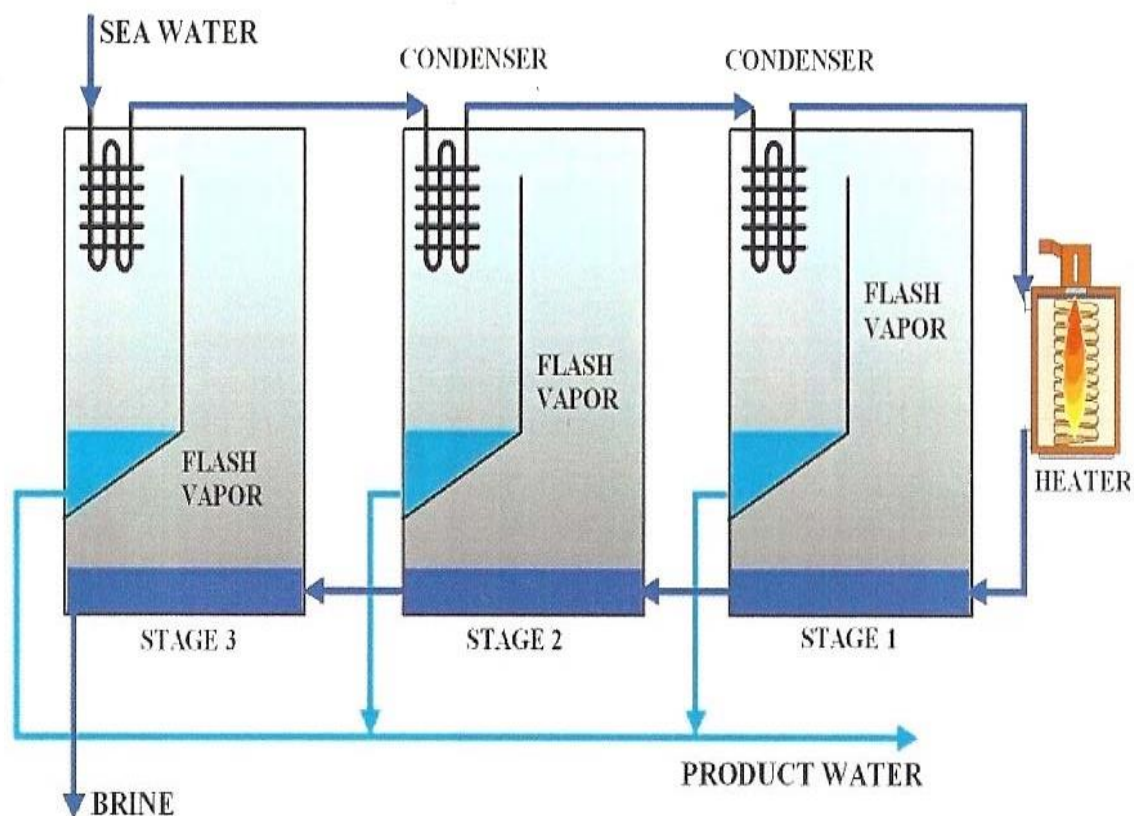 SEA WATER
CONDENSER
CONDENSER
FLASH
VAPOR
FLASH
VAPOR
FLASH
VAPOR
HEATER
STAGE 3
STAGE 2
STAGE 1
PRODUCT WATER
BRINE